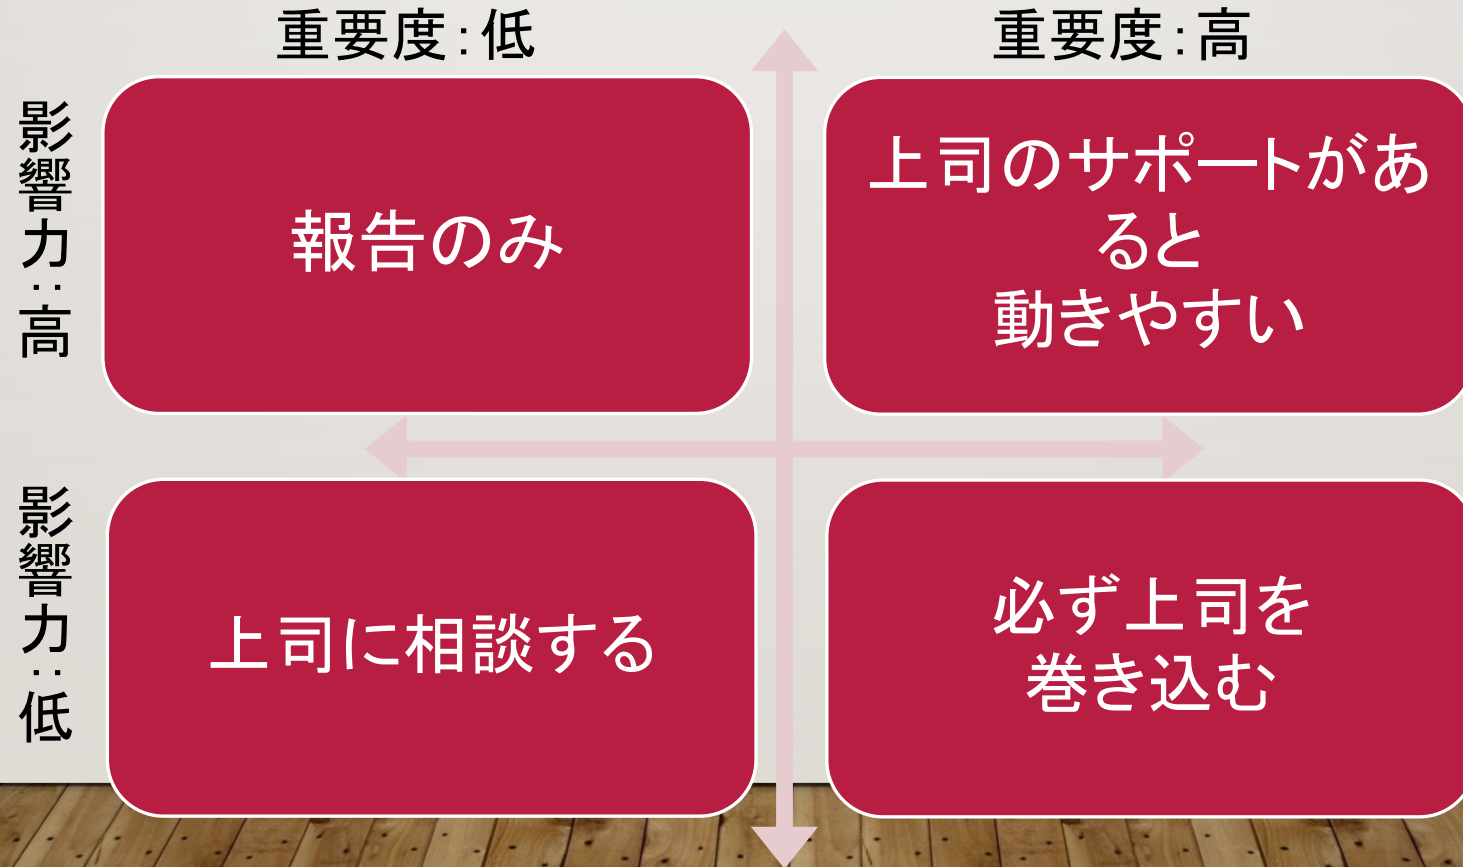 重要度:低
重要度:高
影響力:高
報告のみ
上司のサポートがあ
ると
動きやすい
影響力:低
上司に相談する
必ず上司を
巻き込む